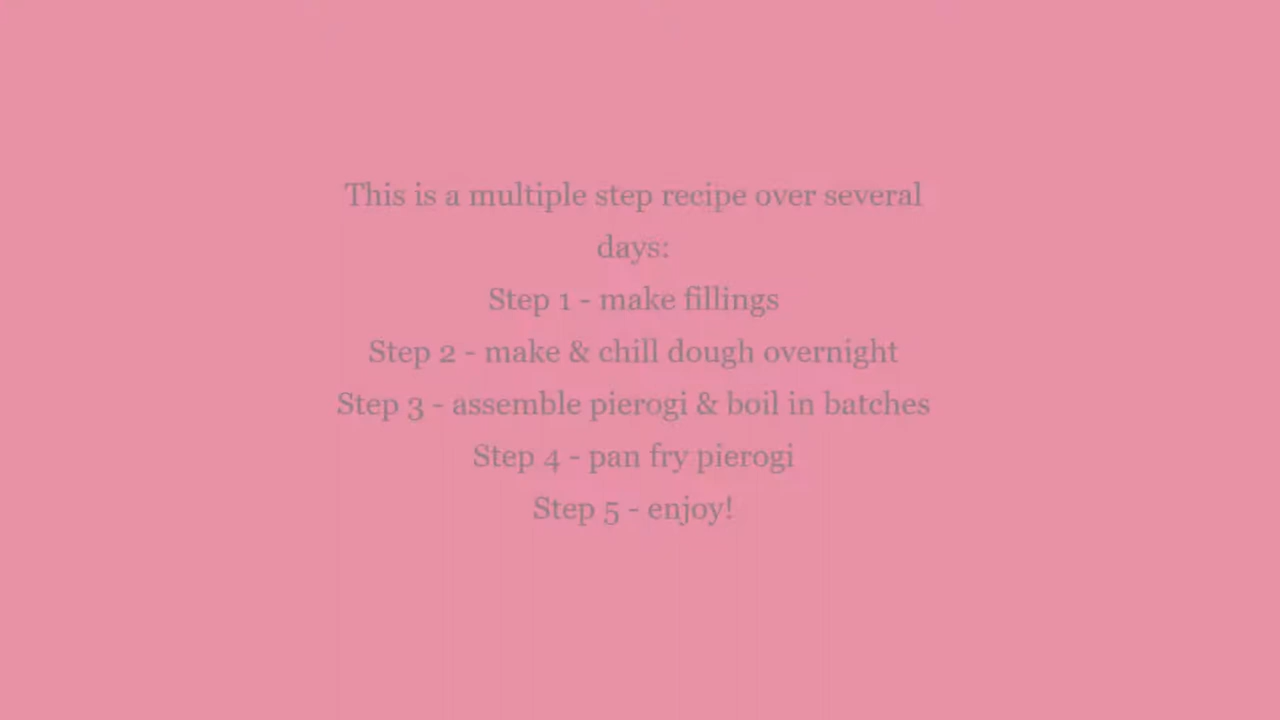 This is a multiple step recipe over several
days:
Step 1 - make fillings
Step 2 - make & chill dough overnight
Step 3 - assemble pierogi & boil in batches
Step 4 - pan fry pierogi
Step 5 - enjoy!